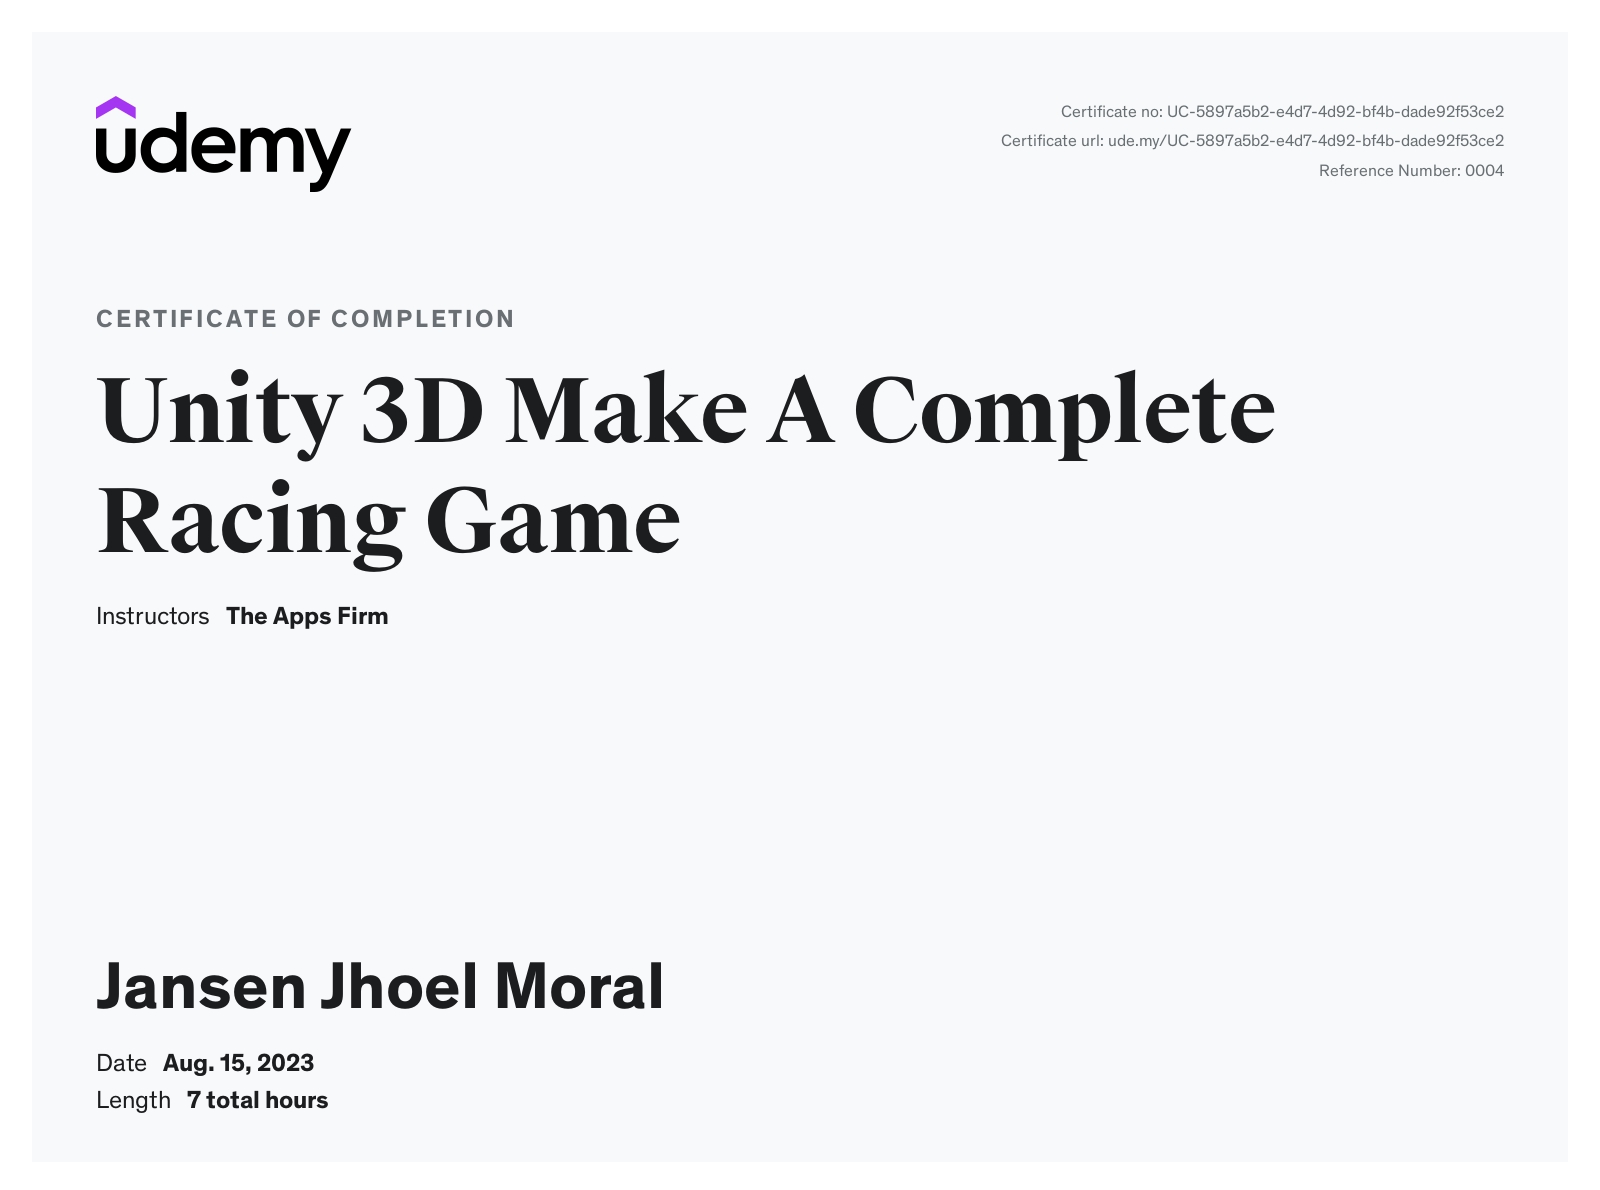 udemy
Certificate no: UC-5897a5b2-e4d7-4d92-bf4b-dade92f53ce2
Certificate url: ude.my/UC-5897a5b2-e4d7-4d92-bf4b-dade92f53ce2
Reference Number: 0004
CERTIFICATE OF COMPLETION
Unity 3D Make A Complete
Racing Game
Instructors The Apps Firm
Jansen Jhoel Moral
Date Aug. 15, 2023
Length 7 total hours